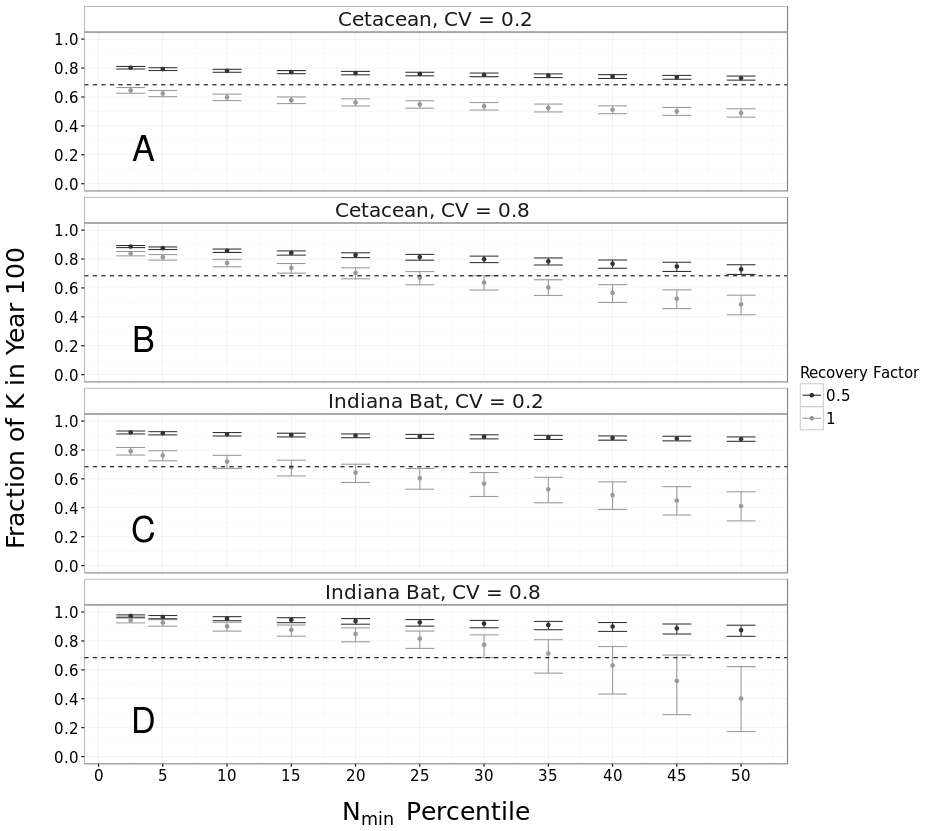 Cetacean, CV = 0.2
1.0
0.8
0.6
0.4
0.2
0.0
A
Cetacean, CV = 0.8
1.0
0.8
0.6
0.4
0.2
0.0
B
Indiana Bat, CV = 0.2
1.0
0.8
0.6
0.4
0.2
0.0
C
Indiana Bat, CV = 0.8
1.0
0.8
0.6
0.4
0.2
0.0
D
0 5 10 15 20 25 30 35 40 45 50
Nmin Percentile
Fraction of K in Year 100
Recovery Factor
0.5
1